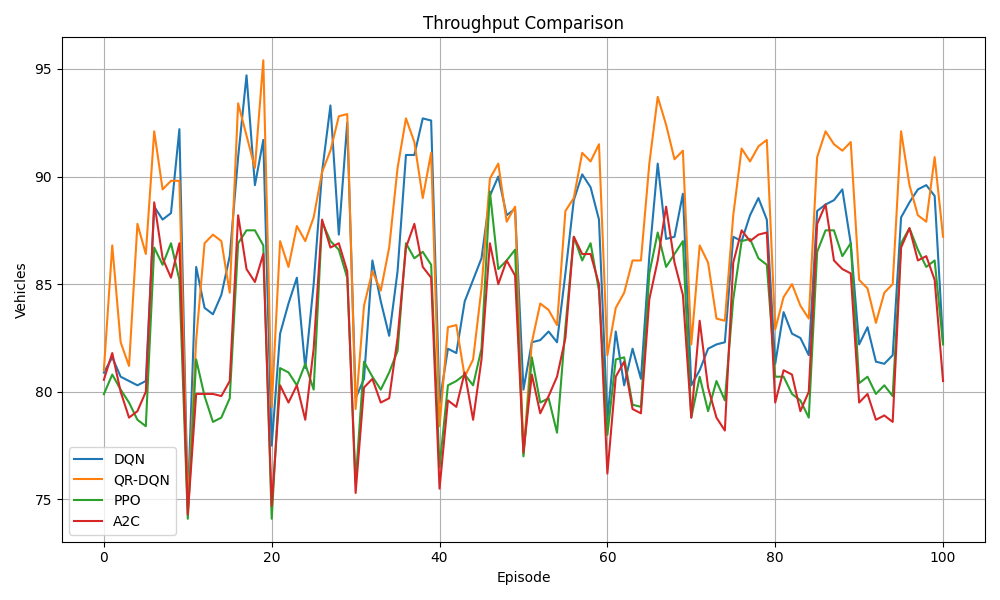 Throughput Comparison
Vehicles
95
90
85
80
75
DQN
QR-DQN
PPO
A2C
0 20 40 60 80 100
Episode